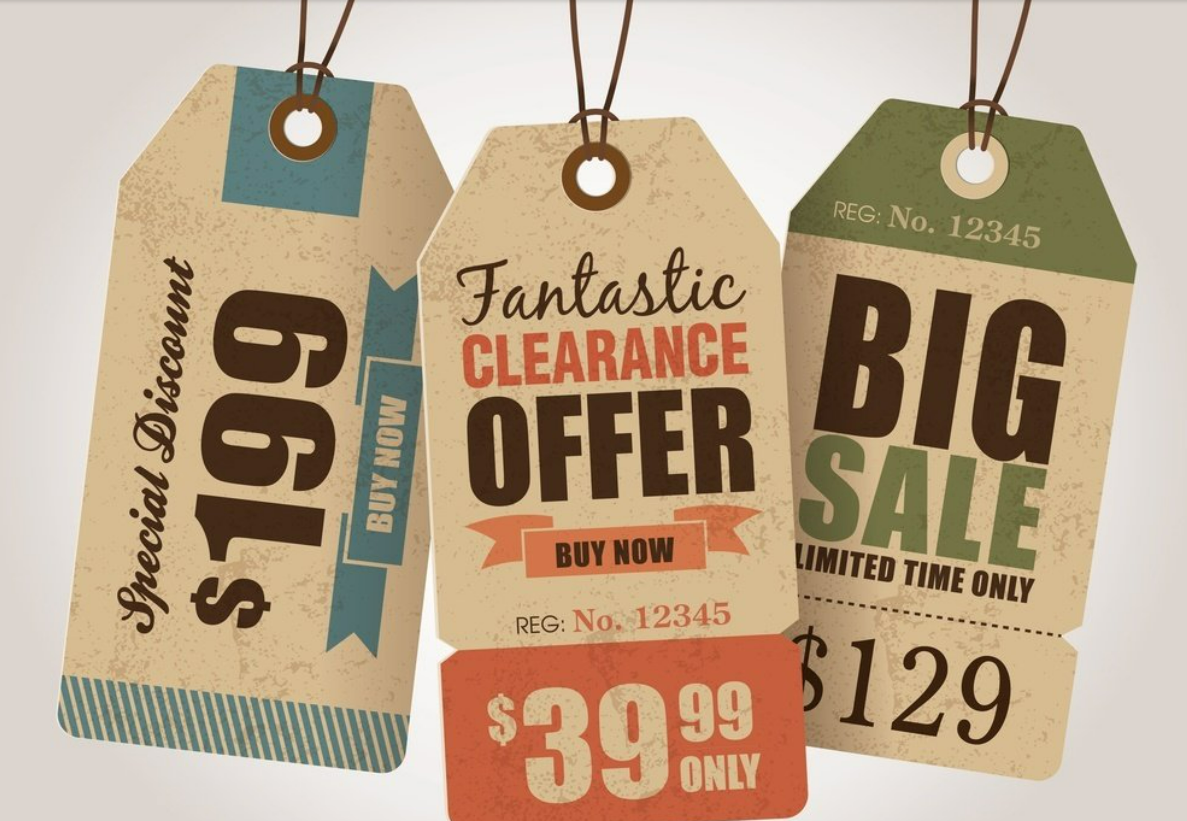 Special Discount
$199
BUY NOW
Fantastic
CLEARANCE
OFFER
BUY NOW
REG: No. 12345
$39 99
ONLY
REG: No. 12345
BIG
SALE
LIMITED TIME ONLY
$129